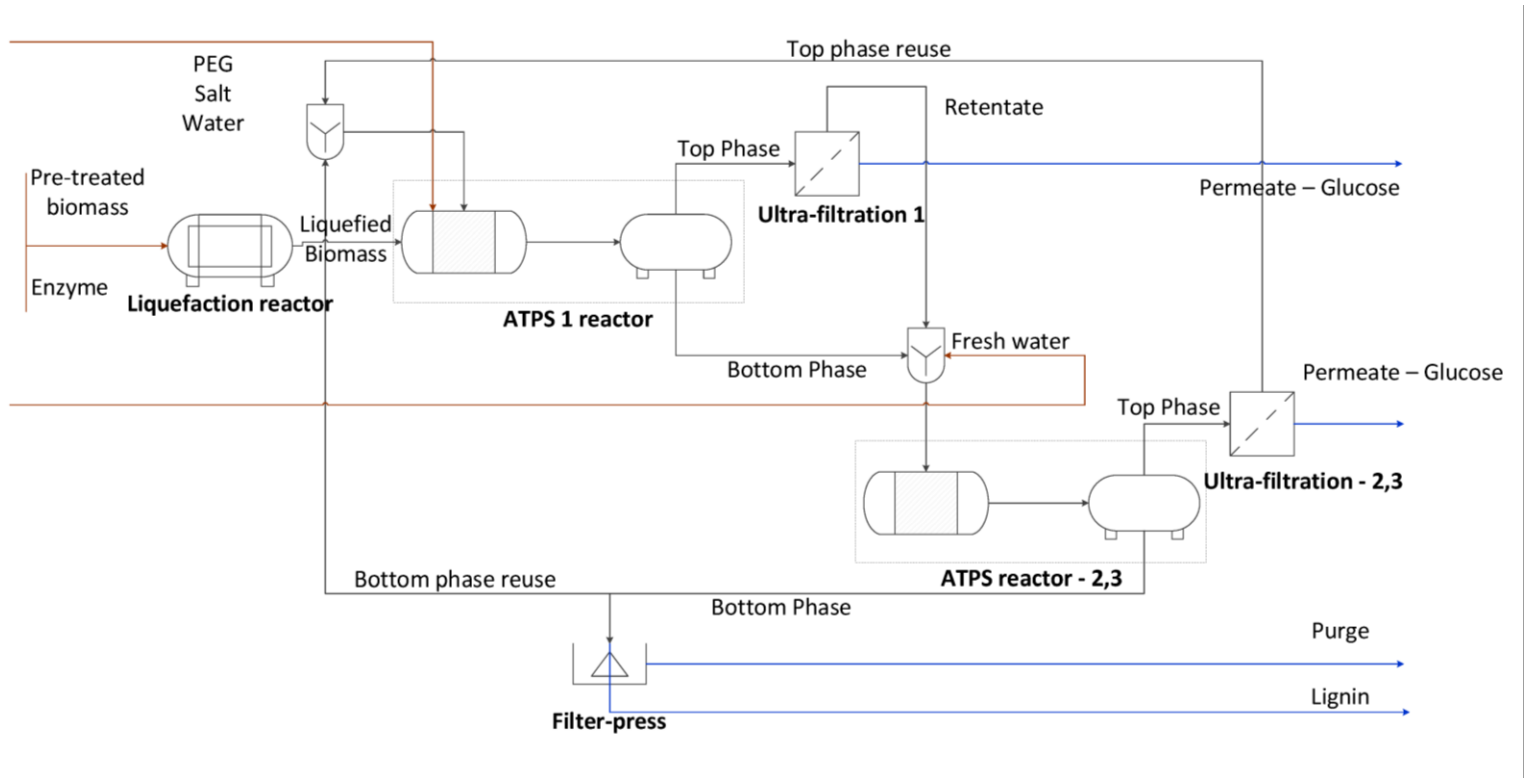 Top phase reuse
PEG
Salt
Water
Retentate
Top Phase
Permeate – Glucose
Pre-treated
biomass
Ultra-filtration 1
Liquefied
Biomass
Enzyme
Liquefaction reactor
ATPS 1 reactor
Fresh water
Bottom Phase
Permeate – Glucose
Top Phase
Ultra-filtration - 2,3
Bottom phase reuse
ATPS reactor - 2,3
Bottom Phase
Purge
Lignin
Filter-press